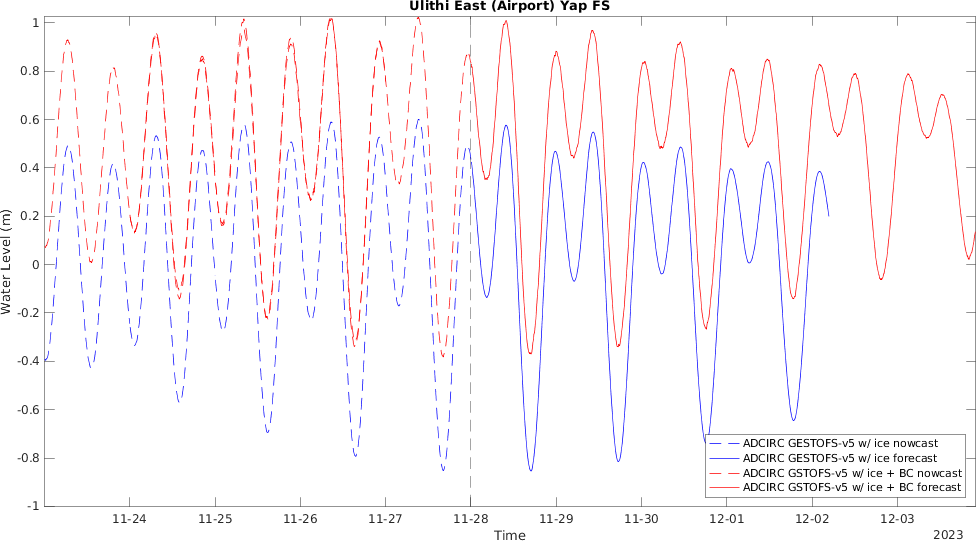 Ulithi East (Airport) Yap FS
1
0.8
0.6
0.4
0.2
0
-0.2
-0.4
-0.6
-0.8
-1
Water Level (m)
11-24 11-25 11-26 11-27 11-28 11-29 11-30 12-01 12-02 12-03
Time
2023
ADCIRC GESTOFS-v5 w/ ice nowcast
ADCIRC GESTOFS-v5 w/ ice forecast
ADCIRC GSTOFS-v5 w/ ice + BC nowcast
ADCIRC GSTOFS-v5 w/ ice + BC forecast